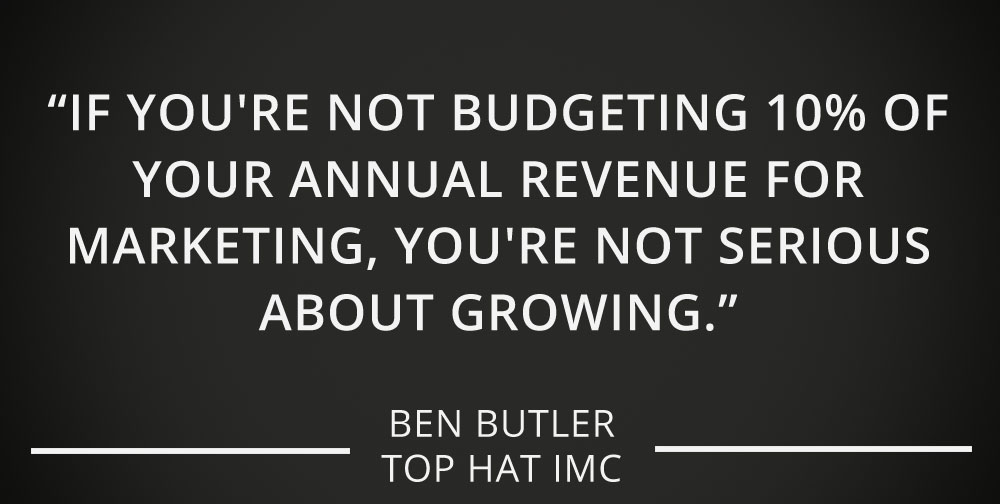 “IF YOU'RE NOT BUDGETING 10% OF
YOUR ANNUAL REVENUE FOR
MARKETING, YOU'RE NOT SERIOUS
ABOUT GROWING.”
BEN BUTLER
TOP HAT IMC